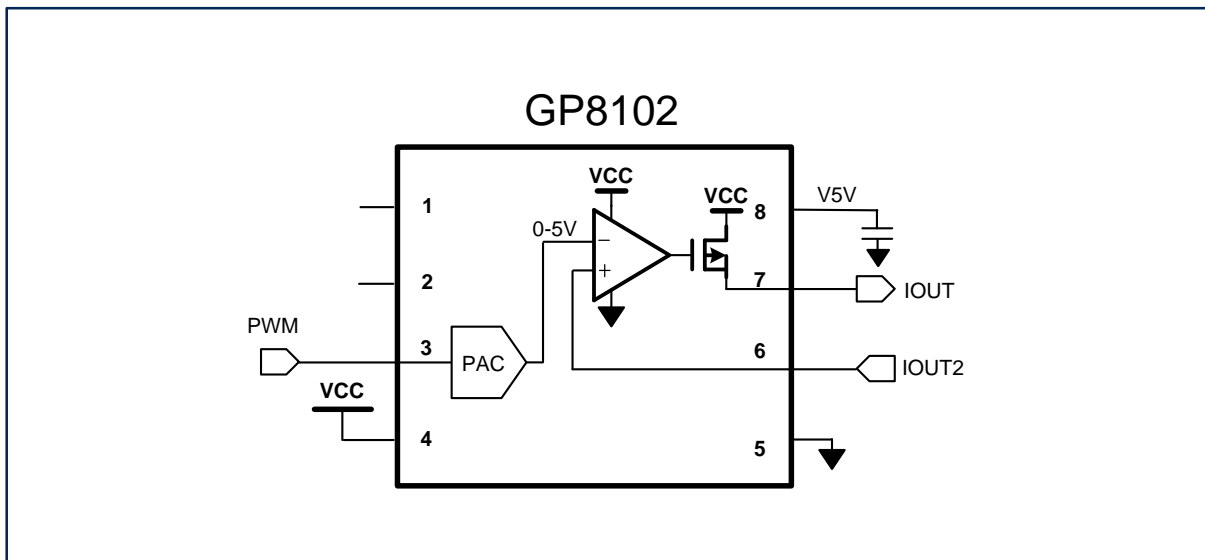 GP8102
VCC
VCC
1
8
V5V
0-5V
−
+
2
7
IOUT
PWM
3
PAC
6
IOUT2
VCC
4
5